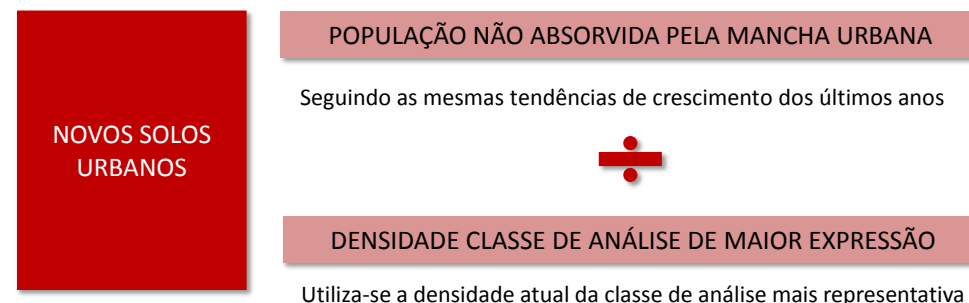 NOVOS SOLOS
URBANOS
POPULAÇÃO NÃO ABSORVIDA PELA MANCHA URBANA
Seguindo as mesmas tendências de crescimento dos últimos anos
÷
DENSIDADE CLASSE DE ANÁLISE DE MAIOR EXPRESSÃO
Utiliza-se a densidade atual da classe de análise mais representativa